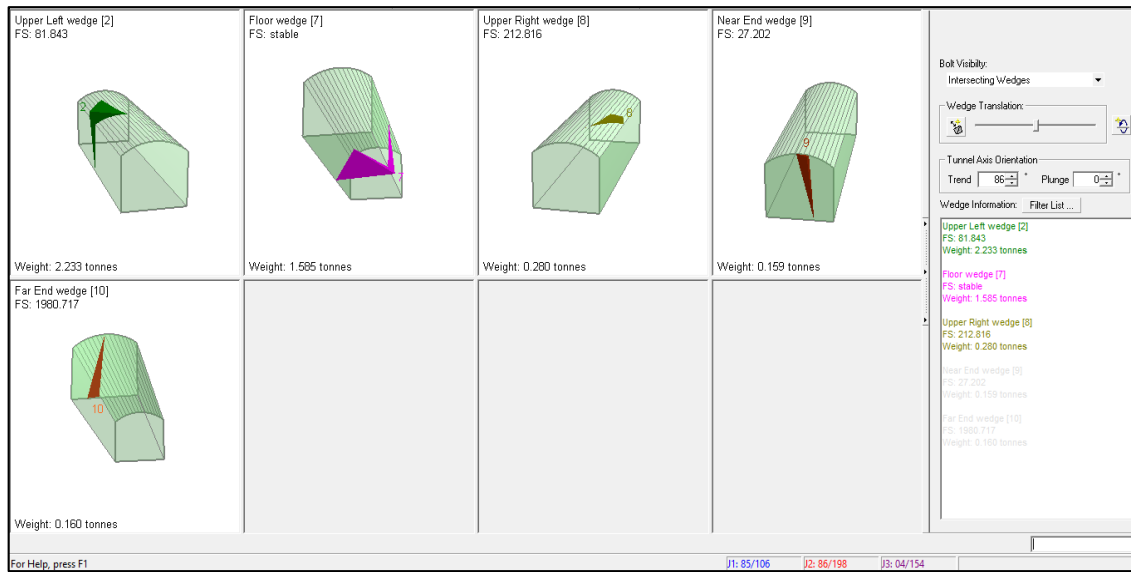 Upper Left wedge [2]
FS: 81.843
2
Weight: 2.233 tonnes
Floor wedge [7]
FS: stable
7
Weight: 1.585 tonnes
Upper Right wedge [8]
FS: 212.816
8
Weight: 0.280 tonnes
Near End wedge [9]
FS: 27.202
9
Weight: 0.159 tonnes
Far End wedge [10]
FS: 1980.717
10
Weight: 0.160 tonnes
Bolt Visibilty:
Intersecting Wedges
Wedge Translation:
Tunnel Axis Orientation
Trend 86 ° Plunge 0 °
Wedge Information: Filter List ...
Upper Left wedge [2]
FS: 81.843
Weight: 2.233 tonnes
Floor wedge [7]
FS: stable
Weight: 1.585 tonnes
Upper Right wedge [8]
FS: 212.816
Weight: 0.280 tonnes
Near End wedge [9]
FS: 27.202
Weight: 0.159 tonnes
Far End wedge [10]
FS: 1980.717
Weight: 0.160 tonnes
For Help, press F1 J1: 85/106 J2: 86/198 J3: 04/154